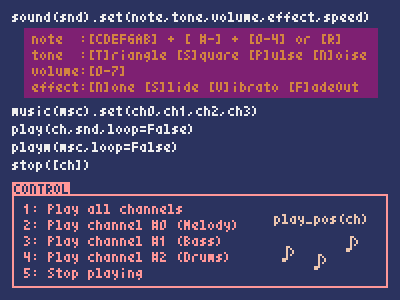 sound(snd).set(note,tone,volume,effect,speed)
note  :[CDEFGAB] + [ #-] + [0-4] or [R]
tone  :[T]riangle [S]quare [P]ulse [N]oise
volume:[0-7]
effect:[N]one [S]lide [V]ibrato [F]adeOut
music(msc).set(ch0,ch1,ch2,ch3)
play(ch,snd,loop=False)
playm(msc,loop=False)
stop([ch])
CONTROL
1: Play all channels
2: Play channel #0 (Melody)
3: Play channel #1 (Bass)
4: Play channel #2 (Drums)
5: Stop playing
play_pos(ch)